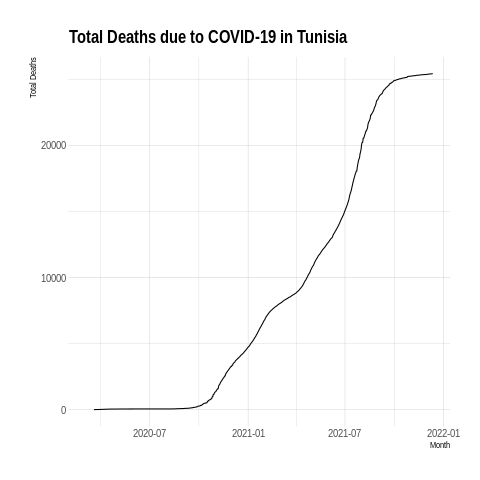 Total Deaths due to COVID-19 in Tunisia
Total Deaths
20000
10000
0
2020-07
2021-01
2021-07
2022-01
Month